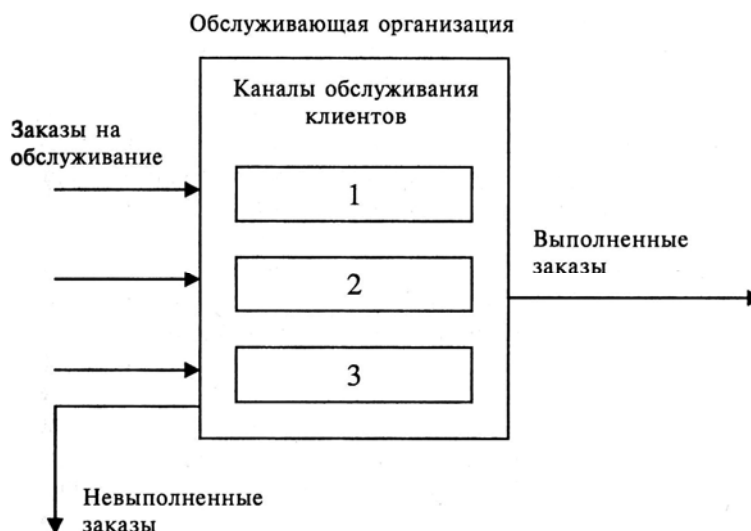 Обслуживающая организация
Каналы обслуживания
клиентов
Заказы на
обслуживание
1
2
3
Выполненные
заказы
Невыполненные
заказы